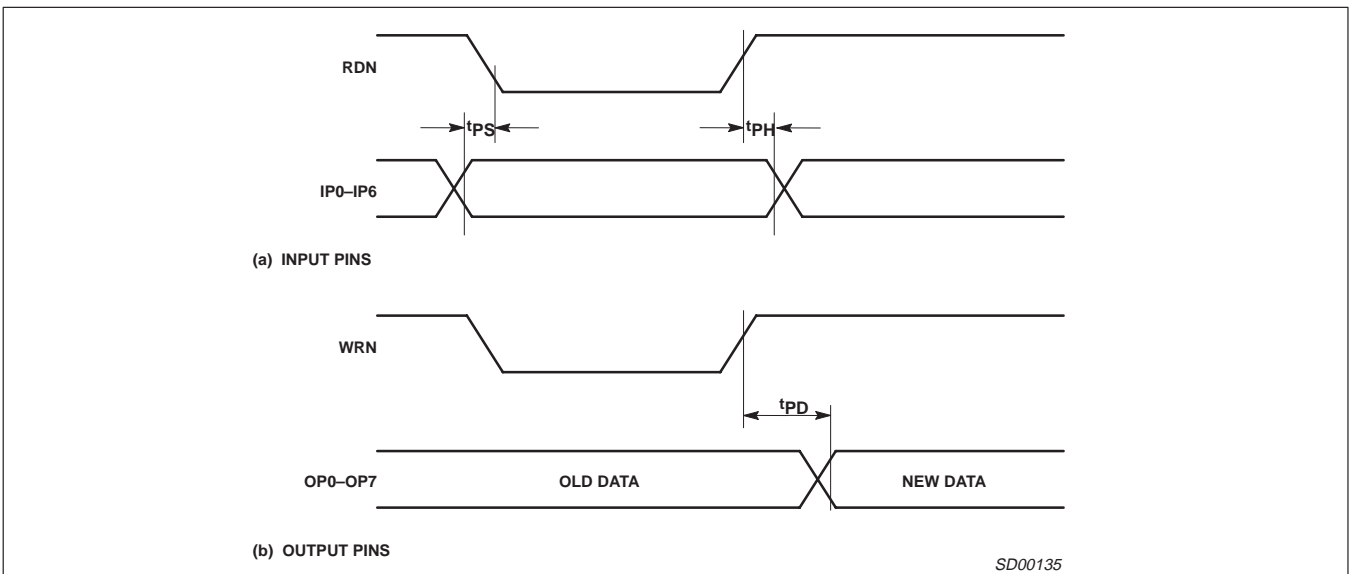 RDN
tPS
tPH
IP0–IP6
(a) INPUT PINS
WRN
tPD
OP0–OP7
OLD DATA
NEW DATA
(b) OUTPUT PINS
SD00135